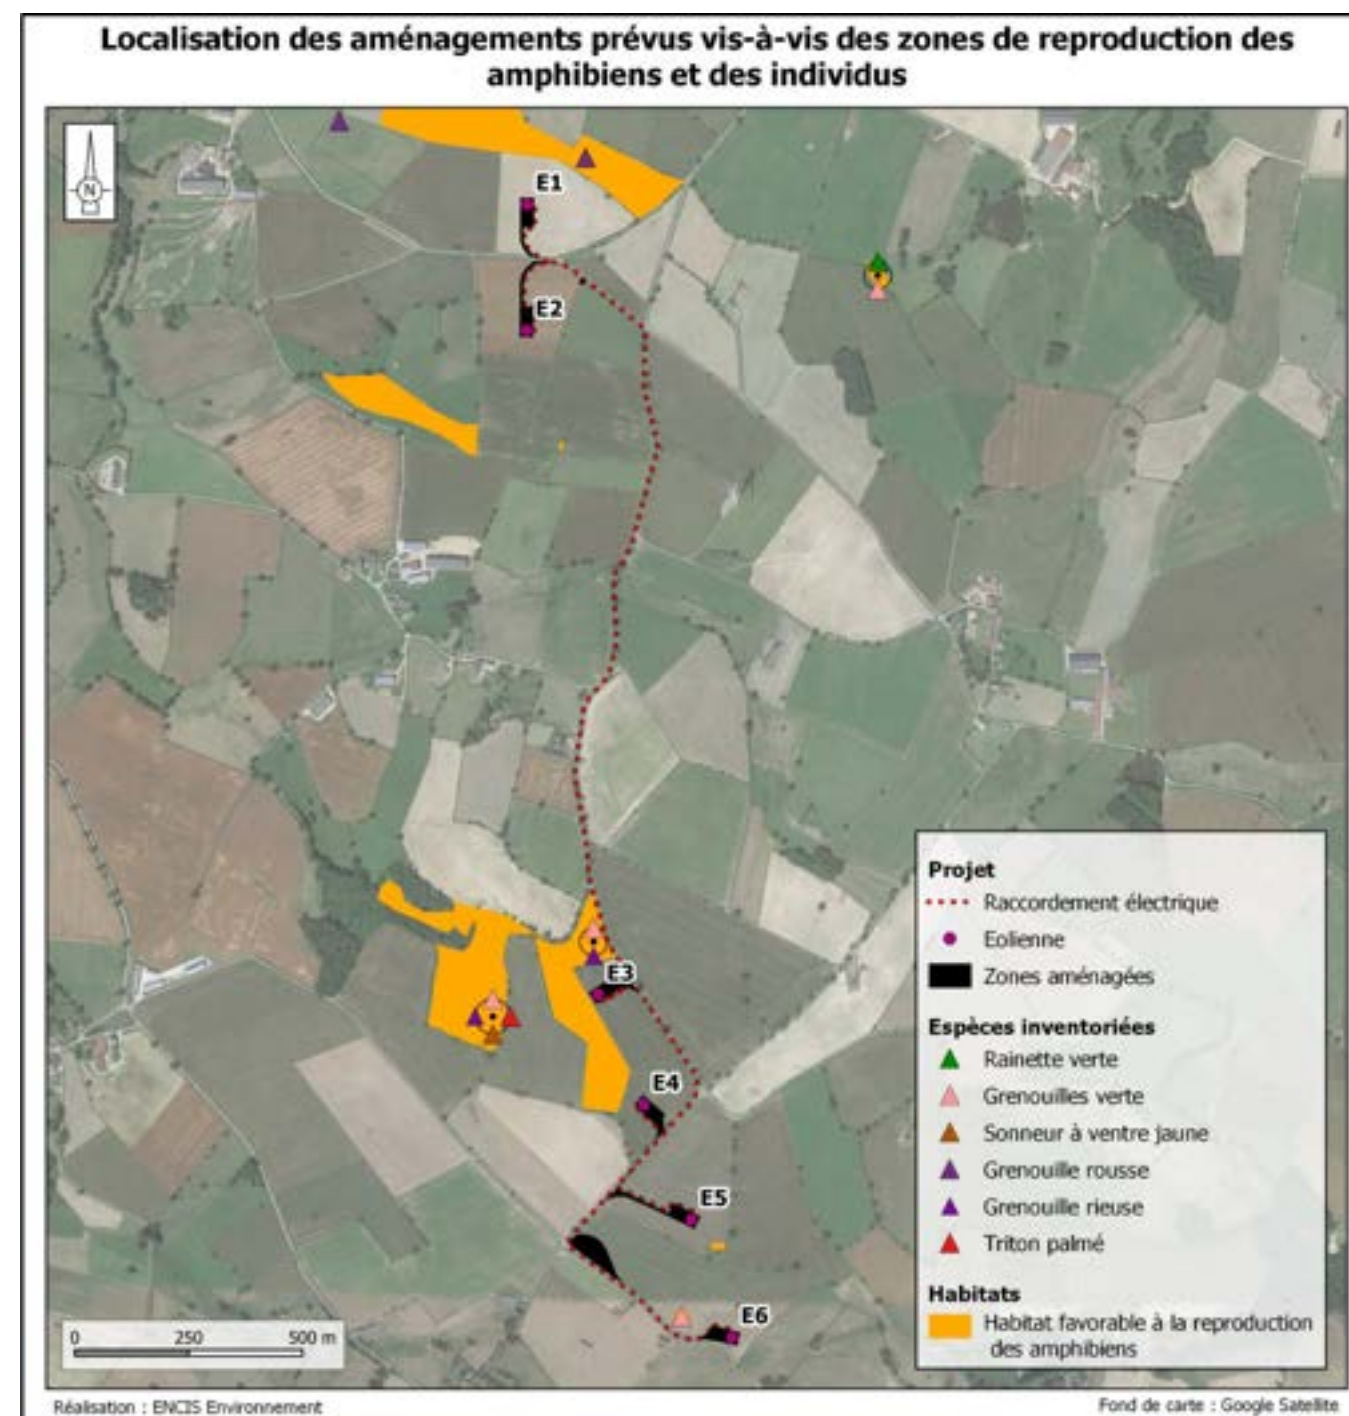 Localisation des aménagements prévus vis-à-vis des zones de reproduction des
amphibiens et des individus
N
E1
E2
E3
E4
E5
E6
Projet
Raccordement électrique
Eolienne
Zones aménagées
Espèces inventoriées
Rainette verte
Grenouilles verte
Sonneur à ventre jaune
Grenouille rousse
Grenouille rieuse
Triton palmé
Habitats
Habitat favorable à la reproduction
des amphibiens
0 250 500 m
Réalisation : ENCIS Environnement
Fond de carte : Google Satellite